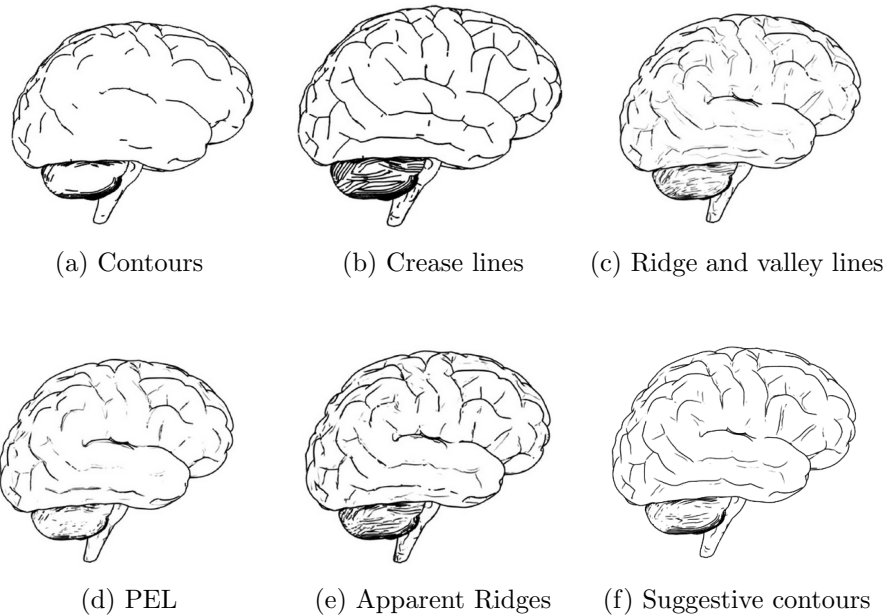 (a) Contours
(b) Crease lines
(c) Ridge and valley lines
(d) PEL
(e) Apparent Ridges
(f) Suggestive contours